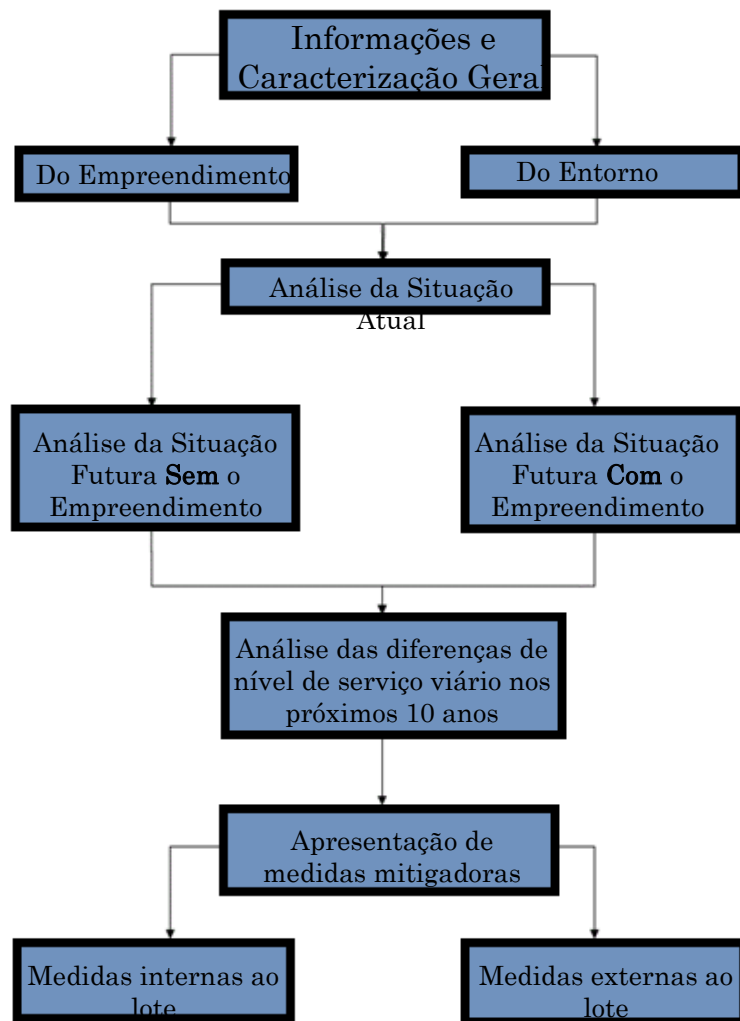 Informações e
Caracterização Geral
Do Empreendimento
Do Entorno
Análise da Situação
Atual
Análise da Situação
Futura Sem o
Empreendimento
Análise da Situação
Futura Com o
Empreendimento
Análise das diferenças de
nível de serviço viário nos
próximos 10 anos
Apresentação de
medidas mitigadoras
Medidas internas ao
lote
Medidas externas ao
lote